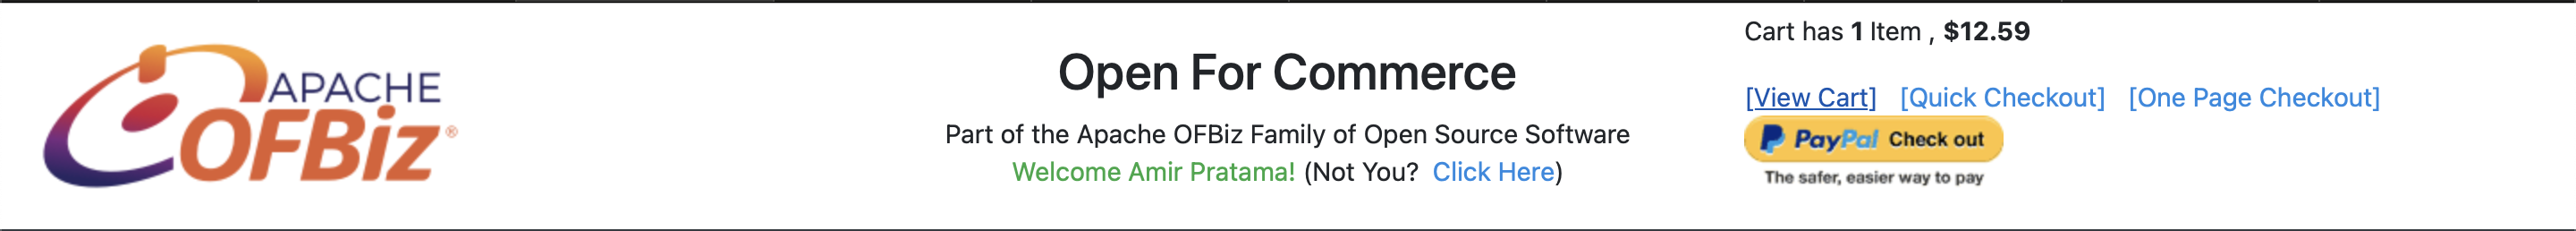 APACHE
OFBiz®
Open For Commerce
Part of the Apache OFBiz Family of Open Source Software
Welcome Amir Pratama! (Not You? Click Here)
Cart has 1 Item , $12.59
[View Cart] [Quick Checkout] [One Page Checkout]
PayPal Check out
The safer, easier way to pay